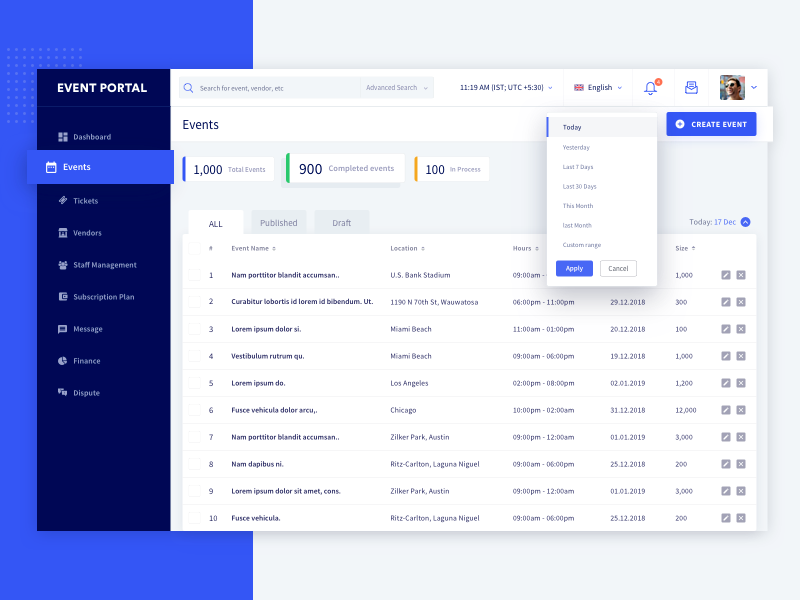 EVENT PORTAL
Search for event, vendor, etc.
Advanced Search
11:19 AM (IST; UTC +5:30)
English
4
Dashboard
Events
Tickets
Vendors
Staff Management
Subscription Plan
Message
Finance
Dispute
Events
CREATE EVENT
1,000 Total Events
900 Completed events
100 In Process
Today
Yesterday
Last 7 Days
Last 30 Days
This Month
last Month
Custom range
Apply Cancel
ALL Published Draft
Today: 17 Dec
# Event Name Location Hours Size
1 Nam porttitor blandit accumsan.. U.S. Bank Stadium 09:00am - 1,000
2 Curabitur lobortis id lorem id bibendum. Ut. 1190 N 70th St, Wauwatosa 06:00pm - 11:00pm 29.12.2018 300
3 Lorem ipsum dolor si. Miami Beach 11:00am - 01:00pm 20.12.2018 100
4 Vestibulum rutrum qu. Miami Beach 09:00am - 06:00pm 19.12.2018 1,000
5 Lorem ipsum do. Los Angeles 02:00pm - 08:00pm 02.01.2019 1,200
6 Fusce vehicula dolor arcu,. Chicago 10:00pm - 02:00am 31.12.2018 12,000
7 Nam porttitor blandit accumsan.. Zilker Park, Austin 09:00pm - 12:00am 01.01.2019 3,000
8 Nam dapibus ni. Ritz-Carlton, Laguna Niguel 09:00am - 06:00pm 25.12.2018 200
9 Lorem ipsum dolor sit amet, cons. Zilker Park, Austin 09:00pm - 12:00am 01.01.2019 3,000
10 Fusce vehicula. Ritz-Carlton, Laguna Niguel 09:00am - 06:00pm 25.12.2018 200